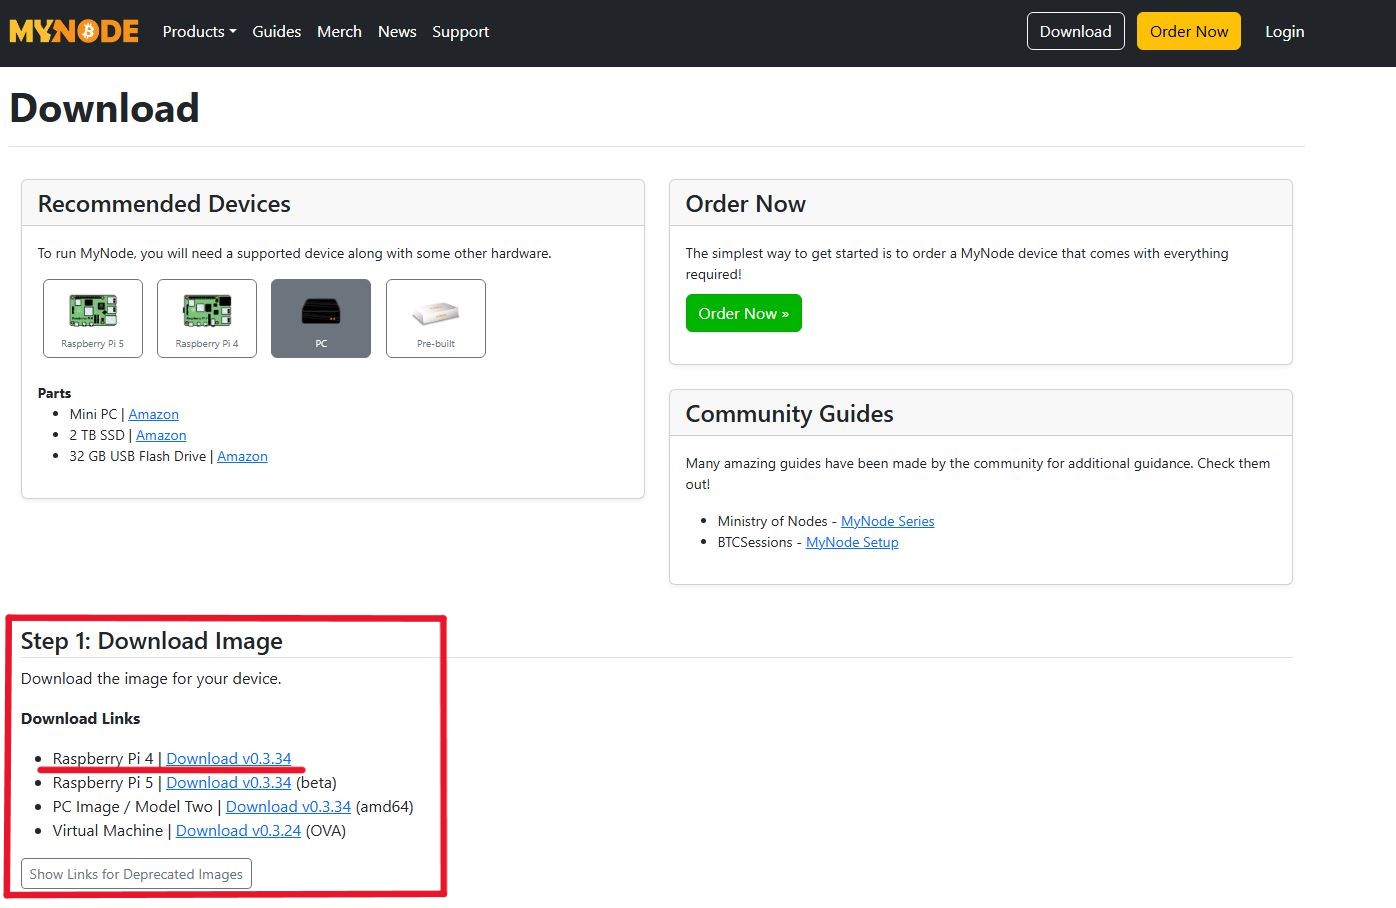 MYNODE
Products
Guides
Merch
News
Support
Download
Order Now
Login
Download
Recommended Devices
To run MyNode, you will need a supported device along with some other hardware.
Raspberry Pi 5
Raspberry Pi 4
PC
Pre-built
Parts
Mini PC | Amazon
2 TB SSD | Amazon
32 GB USB Flash Drive | Amazon
Order Now
The simplest way to get started is to order a MyNode device that comes with everything
required!
Order Now »
Community Guides
Many amazing guides have been made by the community for additional guidance. Check them
out!
Ministry of Nodes - MyNode Series
BTCSessions - MyNode Setup
Step 1: Download Image
Download the image for your device.
Download Links
Raspberry Pi 4 | Download v0.3.34
Raspberry Pi 5 | Download v0.3.34 (beta)
PC Image / Model Two | Download v0.3.34 (amd64)
Virtual Machine | Download v0.3.24 (OVA)
Show Links for Deprecated Images